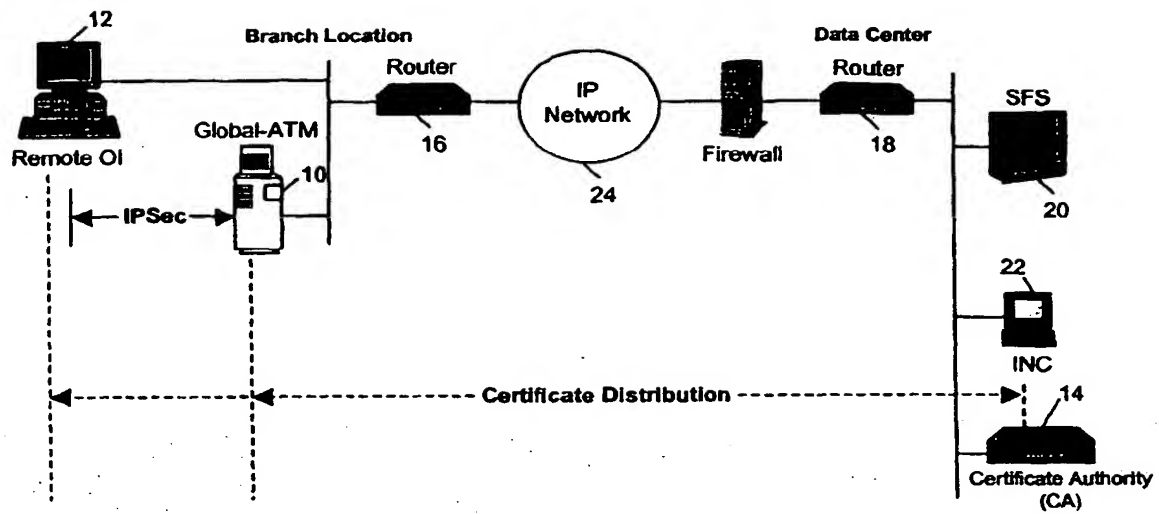 12
Branch Location
Data Center
Router
IP
Network
Router
SFS
Global-ATM
16
Firewall
18
Remote OI
10
24
20
IPSec
22
INC
Certificate Distribution
14
Certificate Authority
(CA)